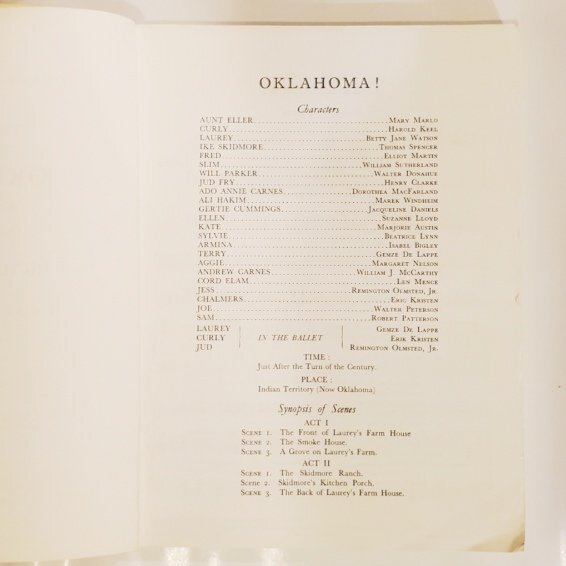 OKLAHOMA!
Characters
AUNT ELLER MARY MARLO
CURLY HAROLD KEEL
LAUREY BETTY JANE WATSON
IKE SKIDMORE THOMAS SPENCER
FRED ELLIOT MARTIN
SLIM WILLIAM SUTHERLAND
WILL PARKER WALTER DONAHUE
JUD FRY HENRY CLARKE
ADO ANNIE CARNES DOROTHEA MACFARLAND
ALI HAKIM MAREK WINDHEIM
GERTIE CUMMINGS JACQUELINE DANIELS
ELLEN SUZANNE LLOYD
KATE MARJORIE AUSTIN
SYLVIE BEATRICE LYNN
ARMINA ISABEL BIGLEY
TERRY GEMZE DE LAPPE
AGGIE MARGARET NELSON
ANDREW CARNES WILLIAM J. MCCARTHY
CORD ELAM LEN MENCE
JESS REMINGTON OLMSTED, JR.
CHALMERS ERIC KRISTEN
JOE WALTER PETERSON
SAM ROBERT PATTERSON
LAUREY GEMZE DE LAPPE
CURLY IN THE BALLET ERIK KRISTEN
JUD REMINGTON OLMSTED, JR.
TIME:
Just After the Turn of the Century.
PLACE:
Indian Territory (Now Oklahoma)
Synopsis of Scenes
ACT I
SCENE 1. The Front of Laurey's Farm House
SCENE 2. The Smoke House.
SCENE 3. A Grove on Laurey's Farm.
ACT II
SCENE 1. The Skidmore Ranch.
SCENE 2. Skidmore's Kitchen Porch.
SCENE 3. The Back of Laurey's Farm House.